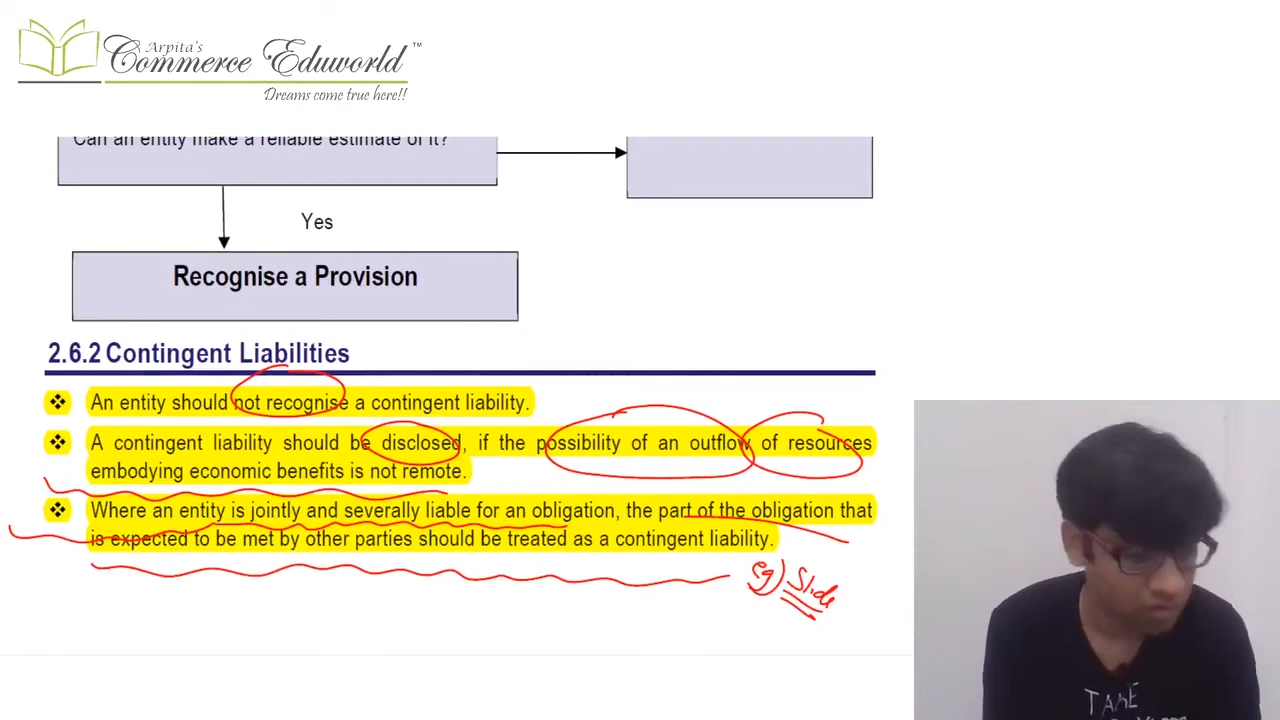 Arpita's
Commerce Eduworld™
Dreams come true here!!
Can an entity make a reliable estimate of it?
Yes
Recognise a Provision
2.6.2 Contingent Liabilities
❖ An entity should not recognise a contingent liability.
❖ A contingent liability should be disclosed, if the possibility of an outflow of resources
embodying economic benefits is not remote.
❖ Where an entity is jointly and severally liable for an obligation, the part of the obligation that
is expected to be met by other parties should be treated as a contingent liability.
eg) Slide
TAKE